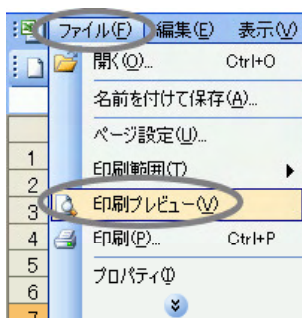 ファイル(F) 編集(E) 表示(V)
開く(O)... Ctrl+O
名前を付けて保存(A)...
ページ設定(U)...
1
印刷範囲(T)
2
3 印刷プレビュー(V)
4 印刷(P)... Ctrl+P
5
プロパティ(I)
6
7